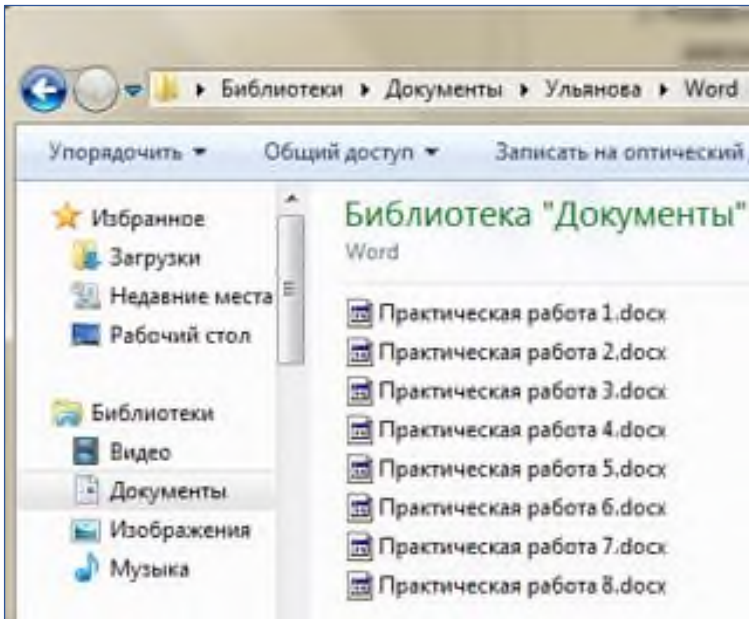 Библиотеки ▸ Документы ▸ Ульянова ▸ Word
Упорядочить Общий доступ Записать на оптический
Избранное
Загрузки
Недавние места
Рабочий стол
Библиотеки
Видео
Документы
Изображения
Музыка
Библиотека "Документы"
Word
Практическая работа 1.docx
Практическая работа 2.docx
Практическая работа 3.docx
Практическая работа 4.docx
Практическая работа 5.docx
Практическая работа 6.docx
Практическая работа 7.docx
Практическая работа 8.docx